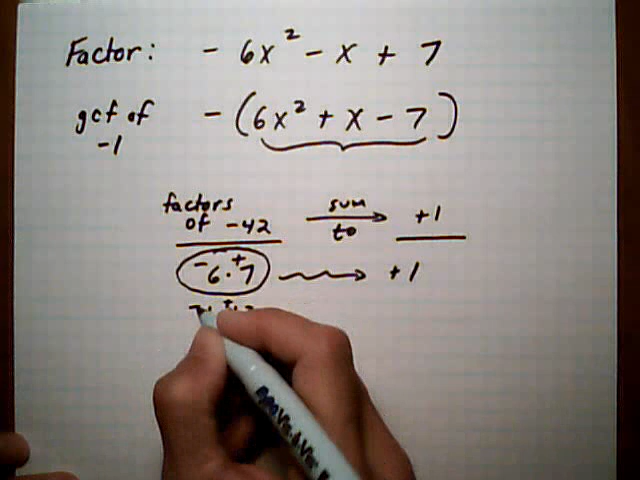 Factor: - 6x² - x + 7
gcf of -1 - (6x² + x - 7)
factors of -42 sum to +1
-6 · +7 +1